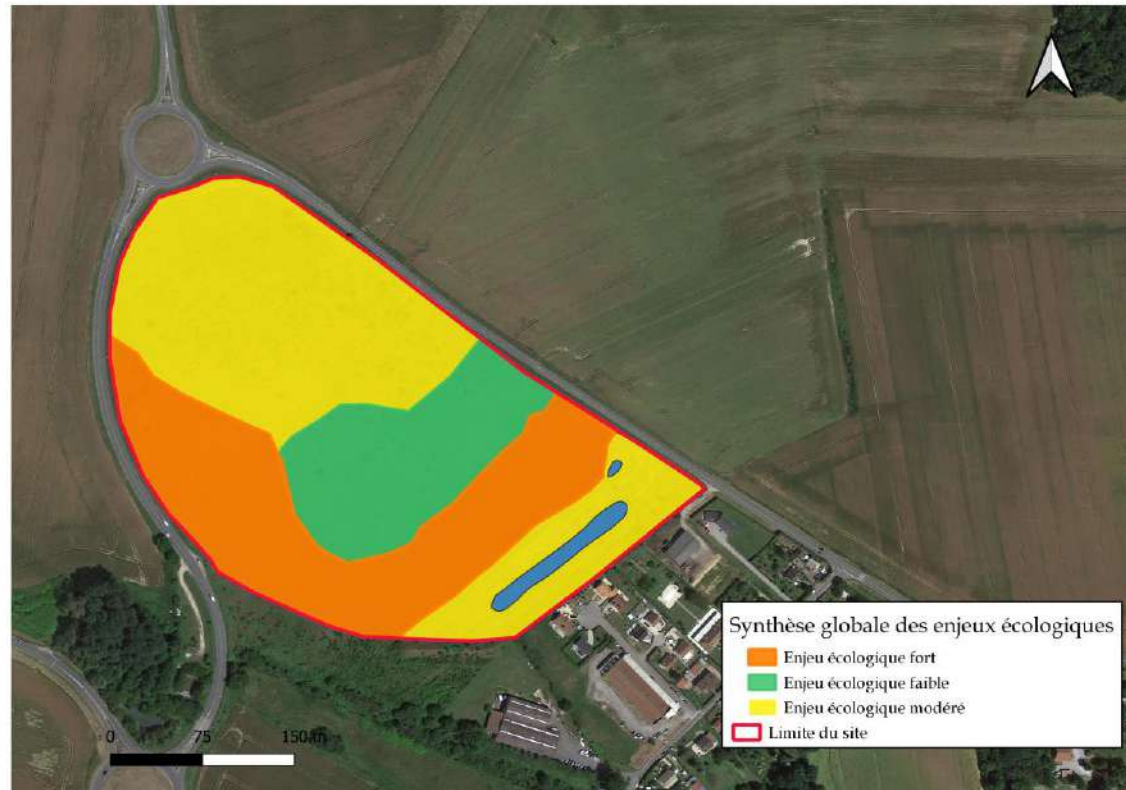 Synthèse globale des enjeux écologiques
Enjeu écologique fort
Enjeu écologique faible
Enjeu écologique modéré
Limite du site
0 75 150 m